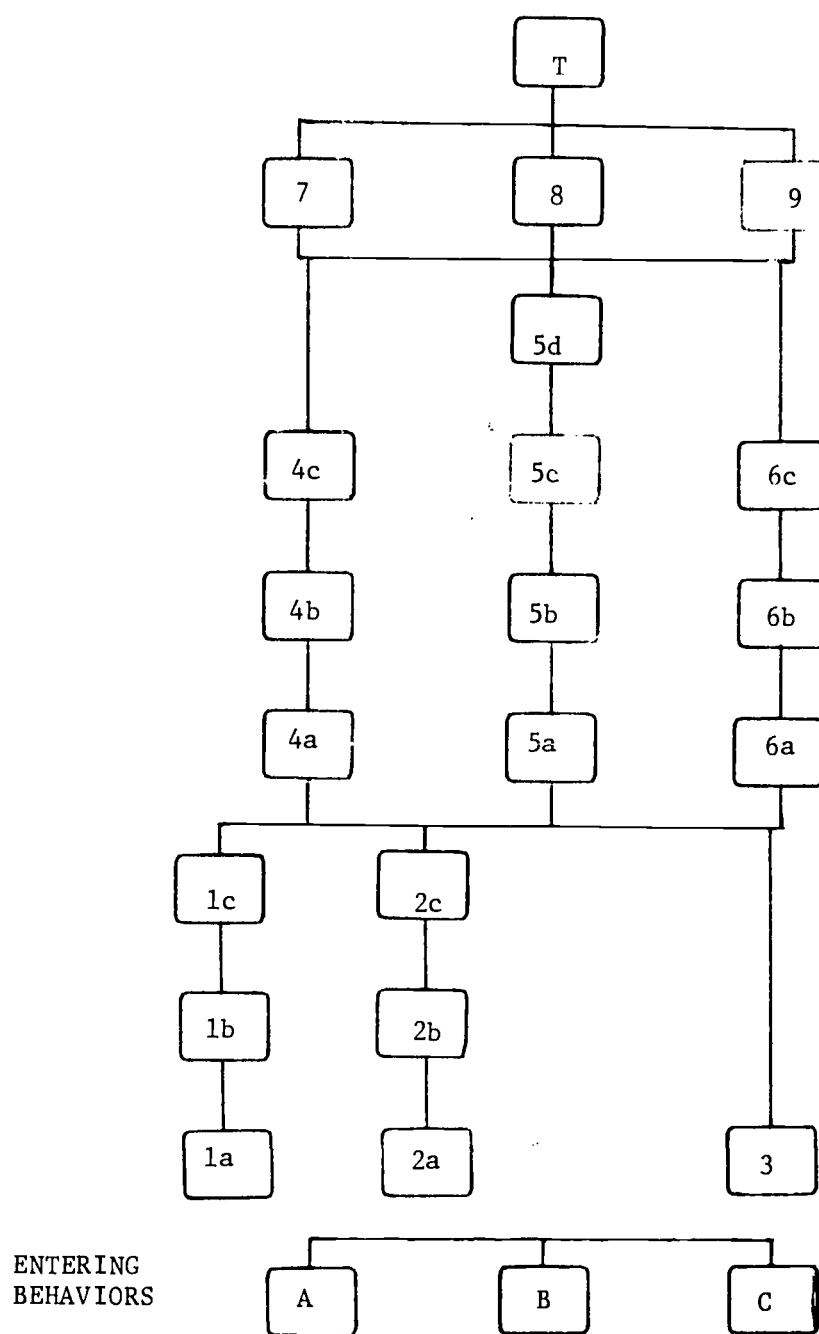 T
7 8 9
5d
4c 5c 6c
4b 5b 6b
4a 5a 6a
1c 2c
1b 2b
1a 2a 3
ENTERING
BEHAVIORS A B C